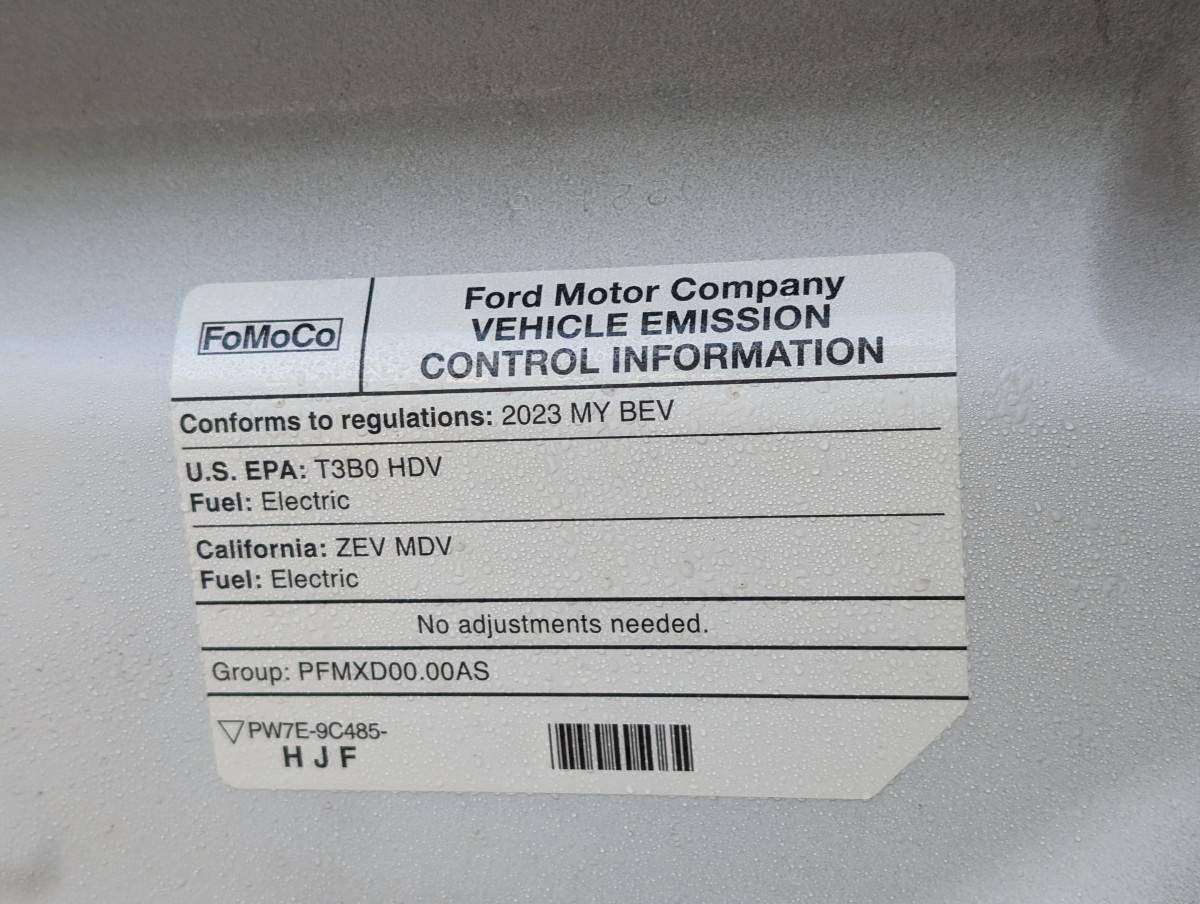 FoMoCo
Ford Motor Company
VEHICLE EMISSION
CONTROL INFORMATION
Conforms to regulations: 2023 MY BEV
U.S. EPA: T3B0 HDV
Fuel: Electric
California: ZEV MDV
Fuel: Electric
No adjustments needed.
Group: PFMXD00.00AS
PW7E-9C485-
H J F